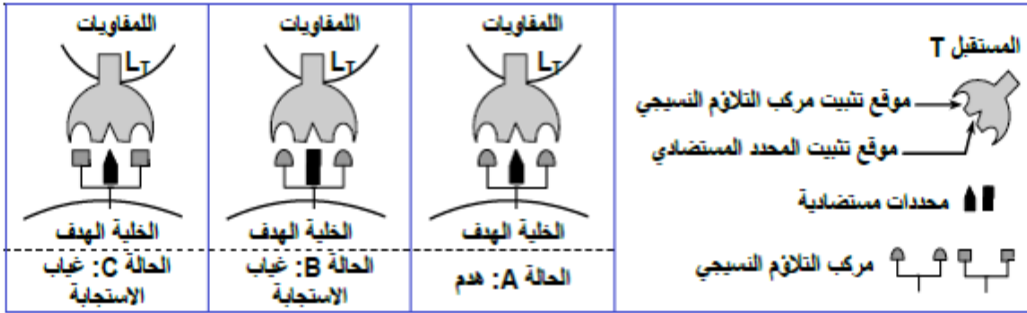 المستقبل T
موقع تثبيت مركب التلاؤم النسيجي
موقع تثبيت المحدد المستضادي
محددات مستضادية
مركب التلاؤم النسيجي
اللمفاويات
LT
الخلية الهدف
الحالة A: هدم
اللمفاويات
LT
الخلية الهدف
الحالة B: غياب
الاستجابة
اللمفاويات
LT
الخلية الهدف
الحالة C: غياب
الاستجابة